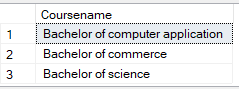 Coursename
1 Bachelor of computer application
2 Bachelor of commerce
3 Bachelor of science